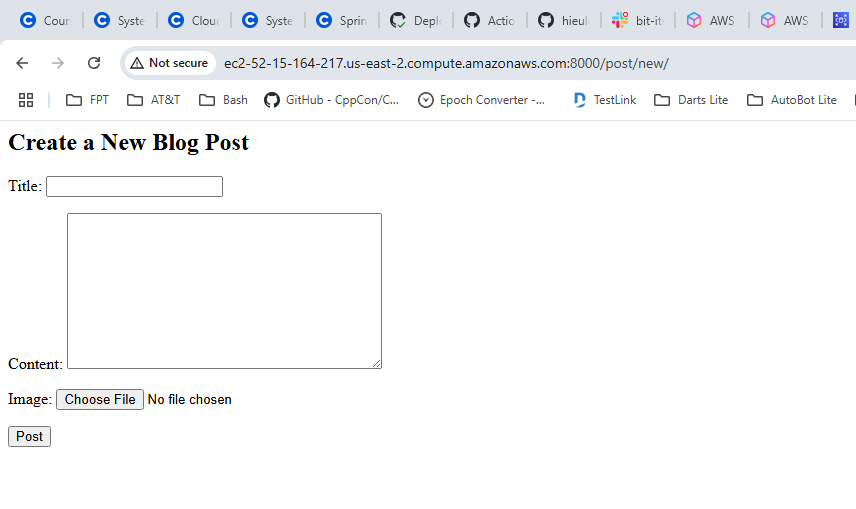 Cour Syste Clou Syste Sprin Deplo Actio hieul bit-it AWS AWS
Not secure ec2-52-15-164-217.us-east-2.compute.amazonaws.com:8000/post/new/
FPT AT&T Bash GitHub - CppCon/C... Epoch Converter -... TestLink Darts Lite AutoBot Lite
Create a New Blog Post
Title:
Content:
Image: Choose File No file chosen
Post